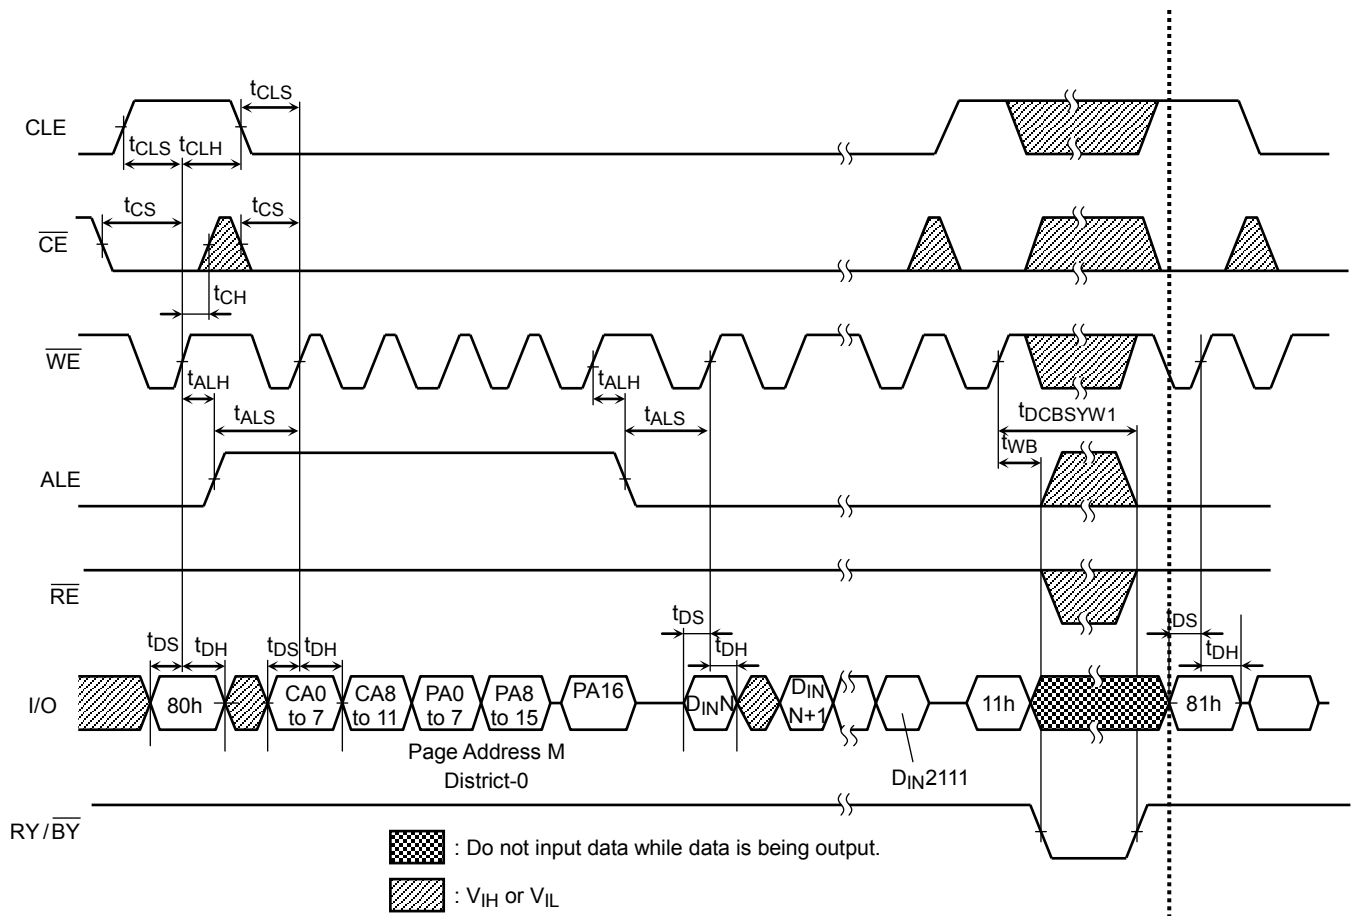 tCLS
CLE
tCLS tCLH
tCS tCS
CE
tCH
WE
tALH tALH
tALS tALS tDCBSYW1
tWB
ALE
RE
tDS tDS
tDS tDH tDS tDH tDH tDH
I/O 80h CA0 to 7 CA8 to 11 PA0 to 7 PA8 to 15 PA16 DINN DIN N+1 11h 81h
Page Address M
District-0
DIN2111
RY/BY
: Do not input data while data is being output.
: VIH or VIL